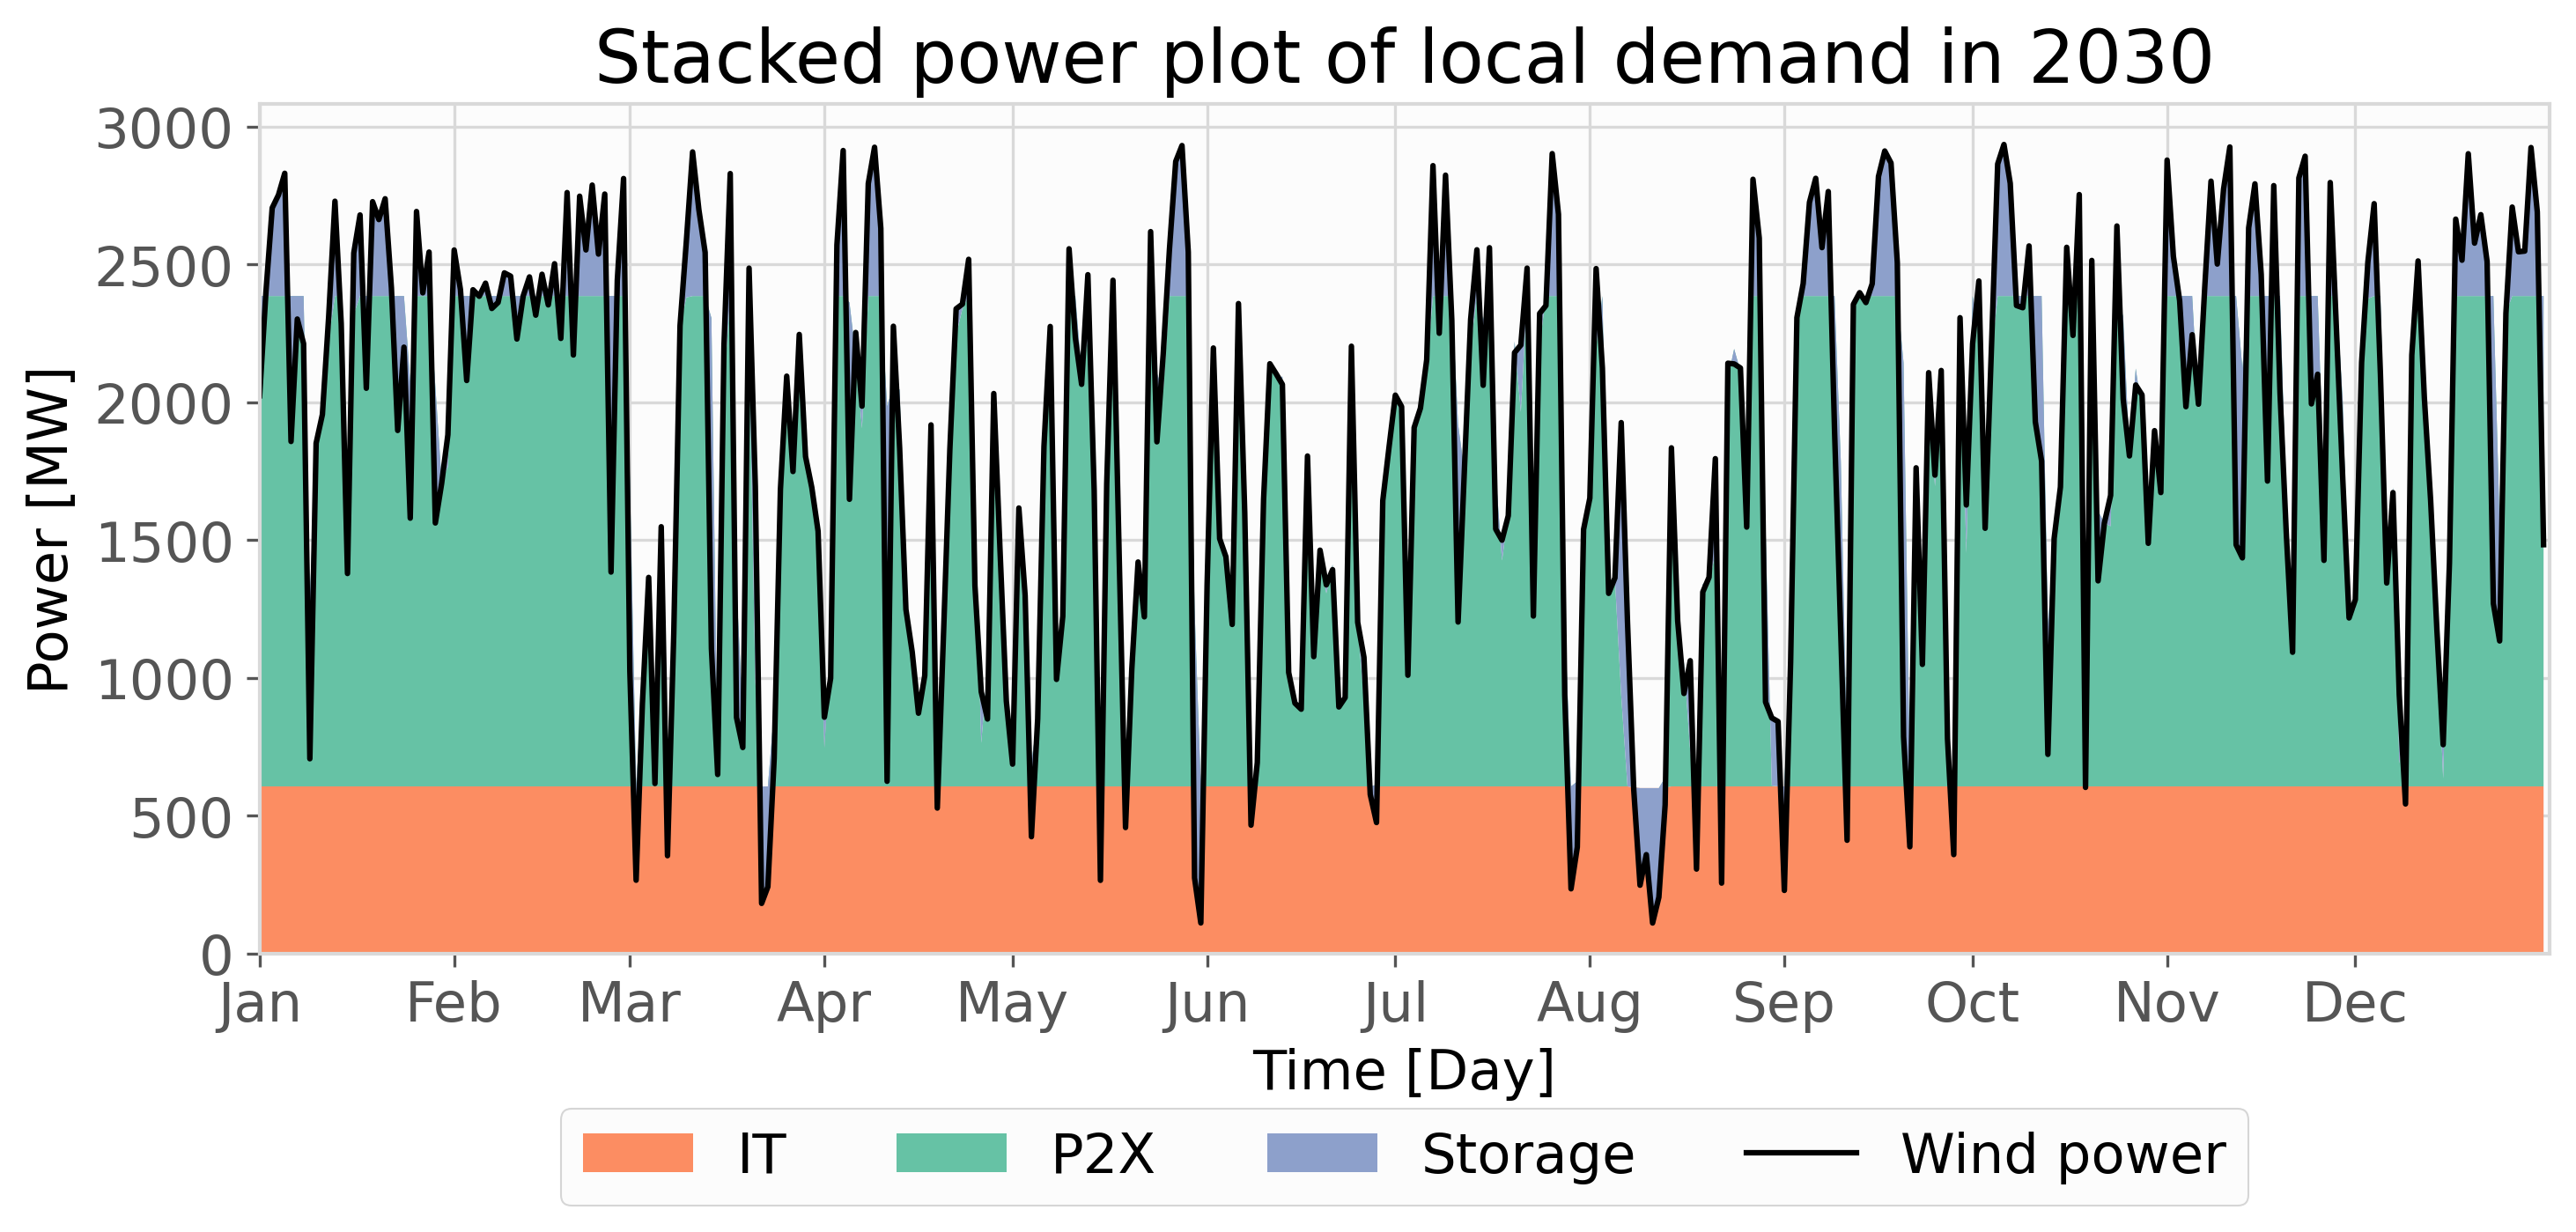 Stacked power plot of local demand in 2030
Power [MW]
3000
2500
2000
1500
1000
500
0
Jan Feb Mar Apr May Jun Jul Aug Sep Oct Nov Dec
Time [Day]
IT P2X Storage Wind power